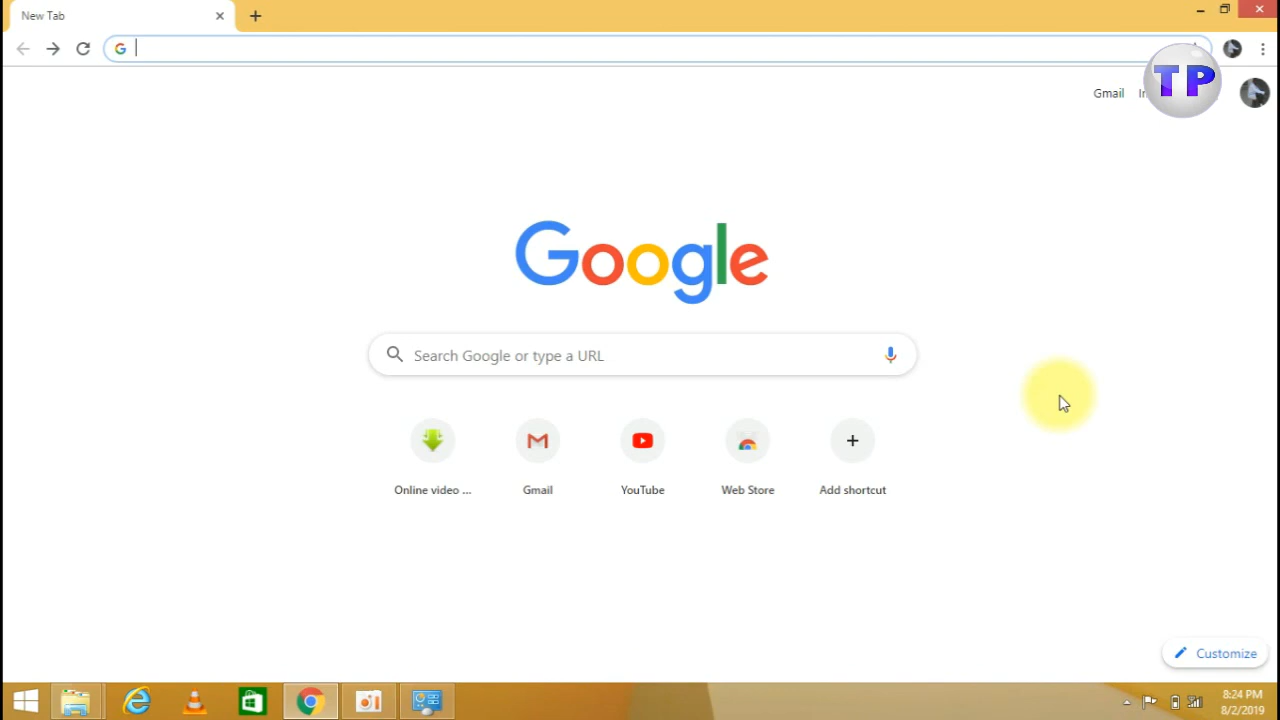 New Tab
Gmail
TP
Google
Search Google or type a URL
Online video ...
Gmail
YouTube
Web Store
Add shortcut
Customize
8:24 PM
8/2/2019